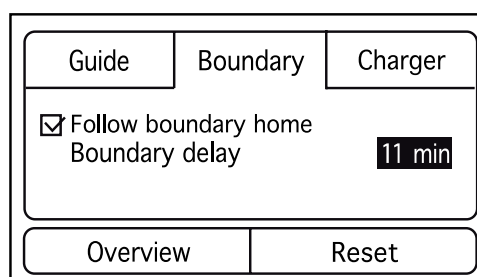 Guide Boundary Charger
Follow boundary home
Boundary delay 11 min
Overview Reset